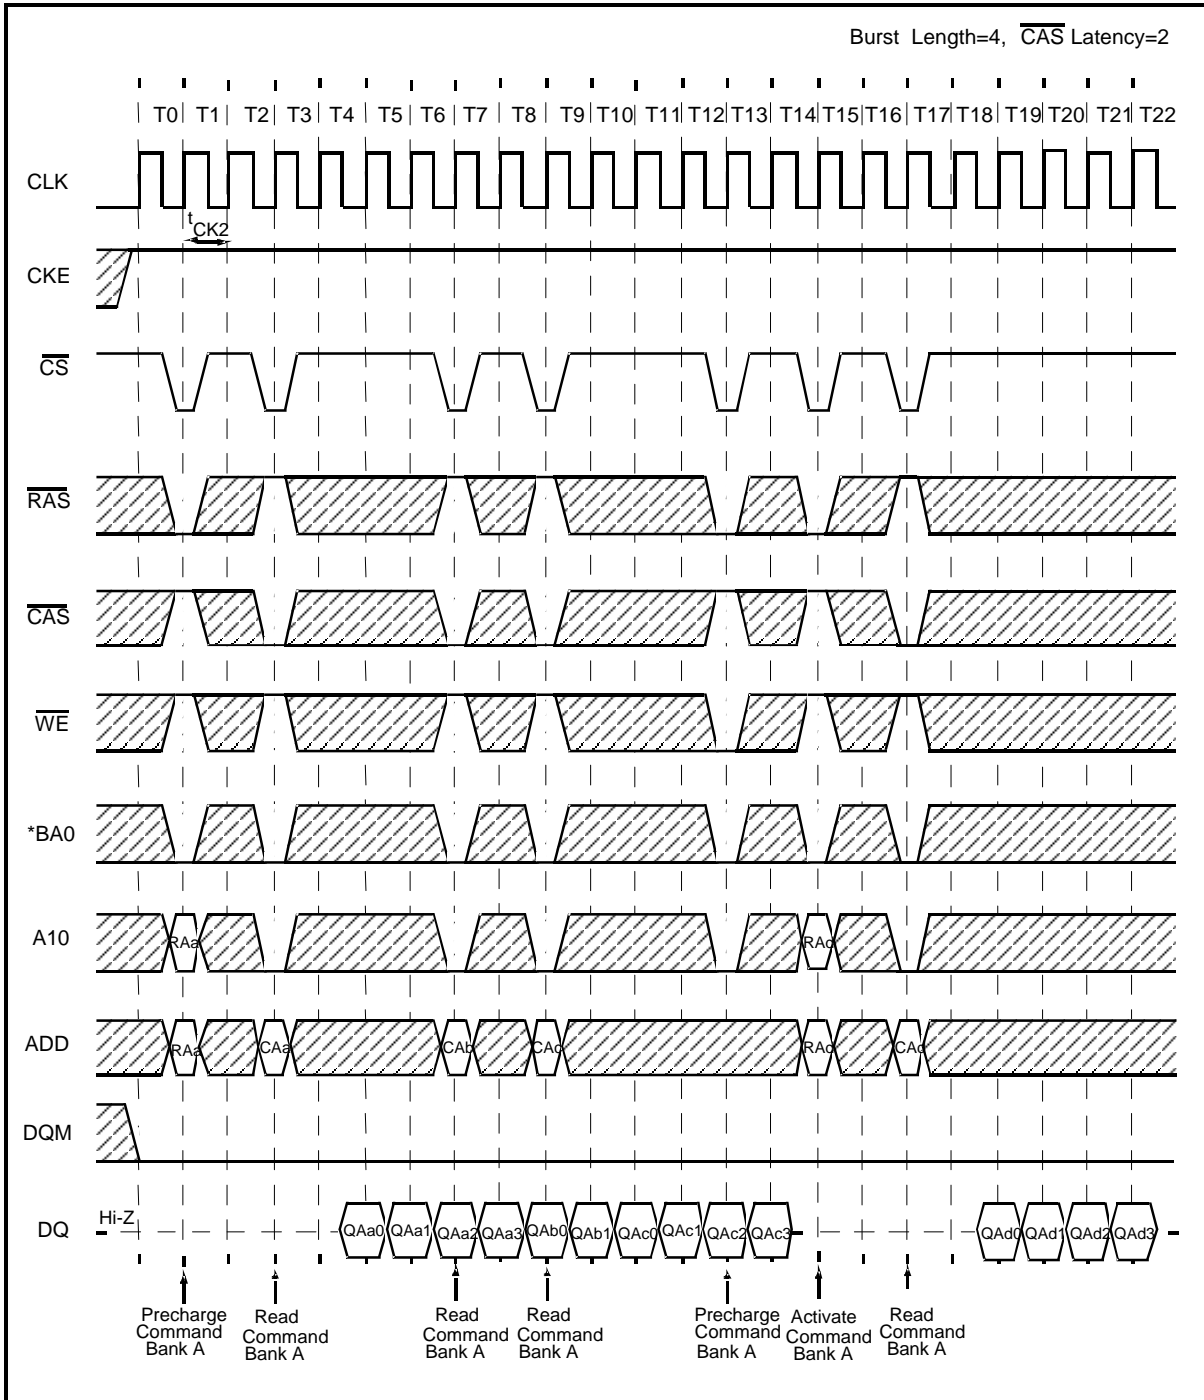 Burst Length=4, CAS Latency=2
T0 T1 T2 T3 T4 T5 T6 T7 T8 T9 T10 T11 T12 T13 T14 T15 T16 T17 T18 T19 T20 T21 T22
CLK
tCK2
CKE
CS
RAS
CAS
WE
*BA0
A10
RAa
ADD
RAa CAa CAb
DQM
DQ
Hi-Z
QAa0 QAa1 QAa2 QAa3 QAb0 QAb1 QAc0 QAc1 QAc2 QAc3 QAd0 QAd1 QAd2 QAd3
Precharge
Command
Bank A
Read
Command
Bank A
Read
Command
Bank A
Read
Command
Bank A
Precharge
Command
Bank A
Activate
Command
Bank A
Read
Command
Bank A